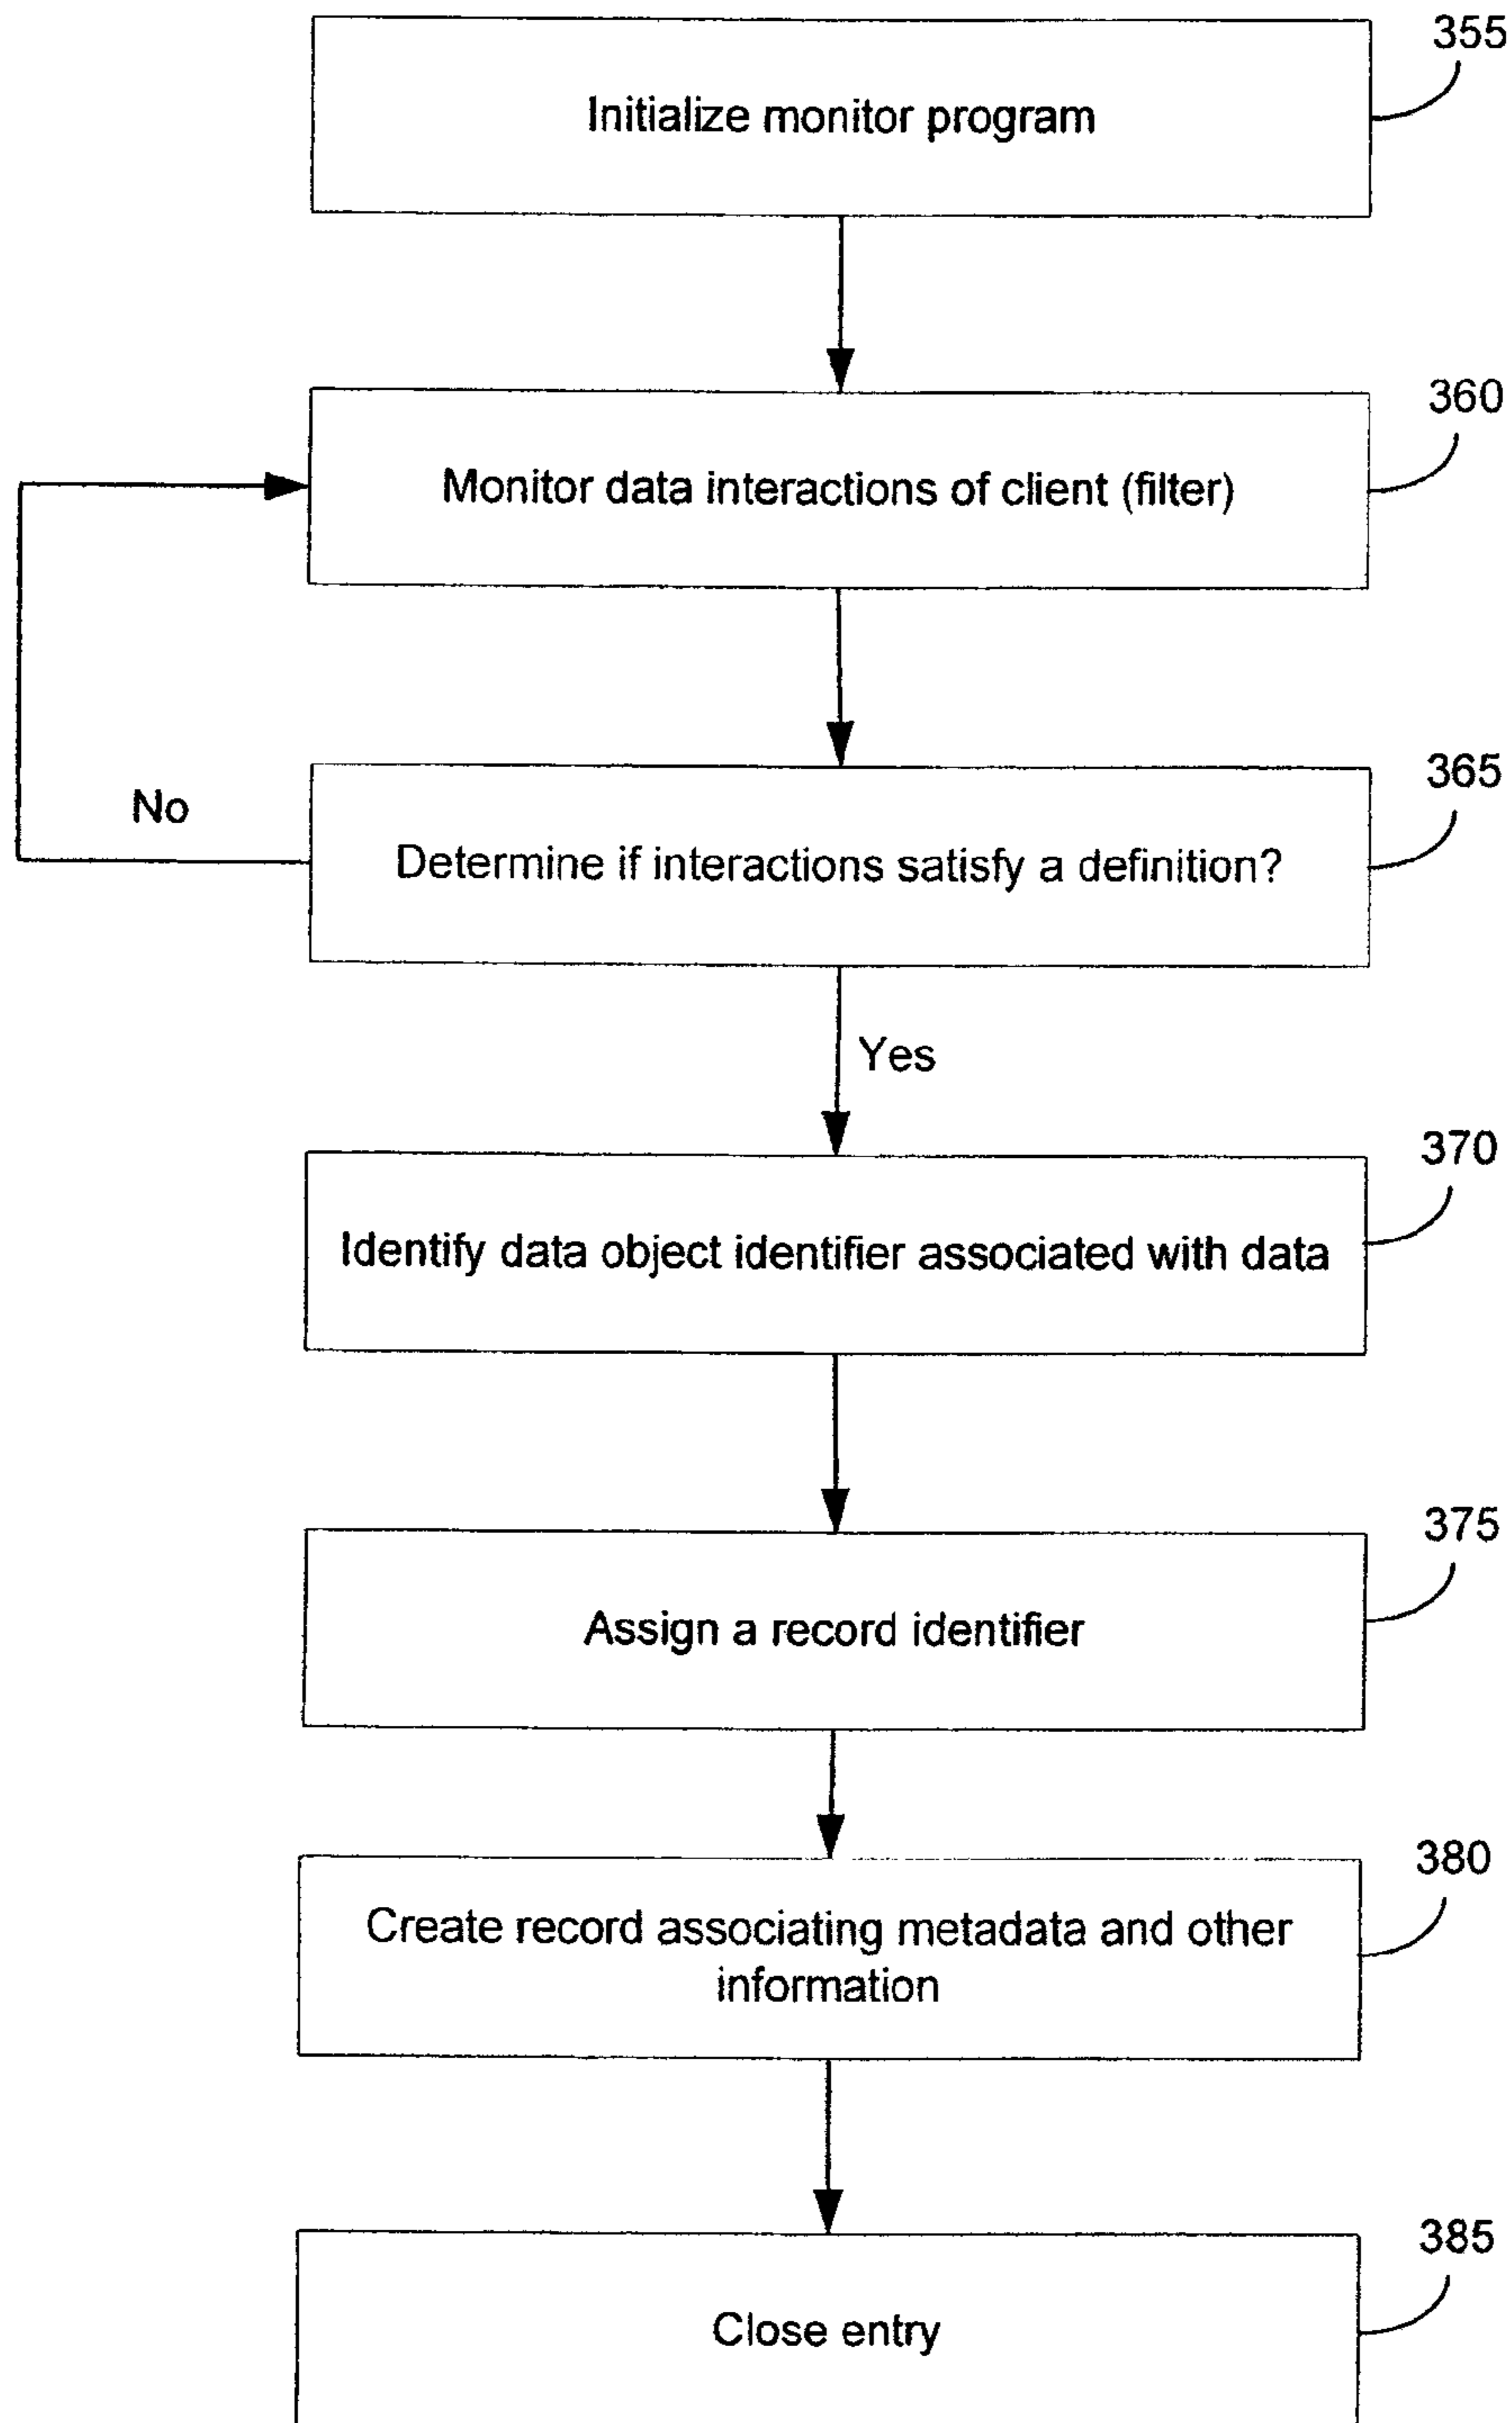 355
Initialize monitor program
360
Monitor data interactions of client (filter)
365
No
Determine if interactions satisfy a definition?
Yes
370
Identify data object identifier associated with data
375
Assign a record identifier
380
Create record associating metadata and other
information
385
Close entry